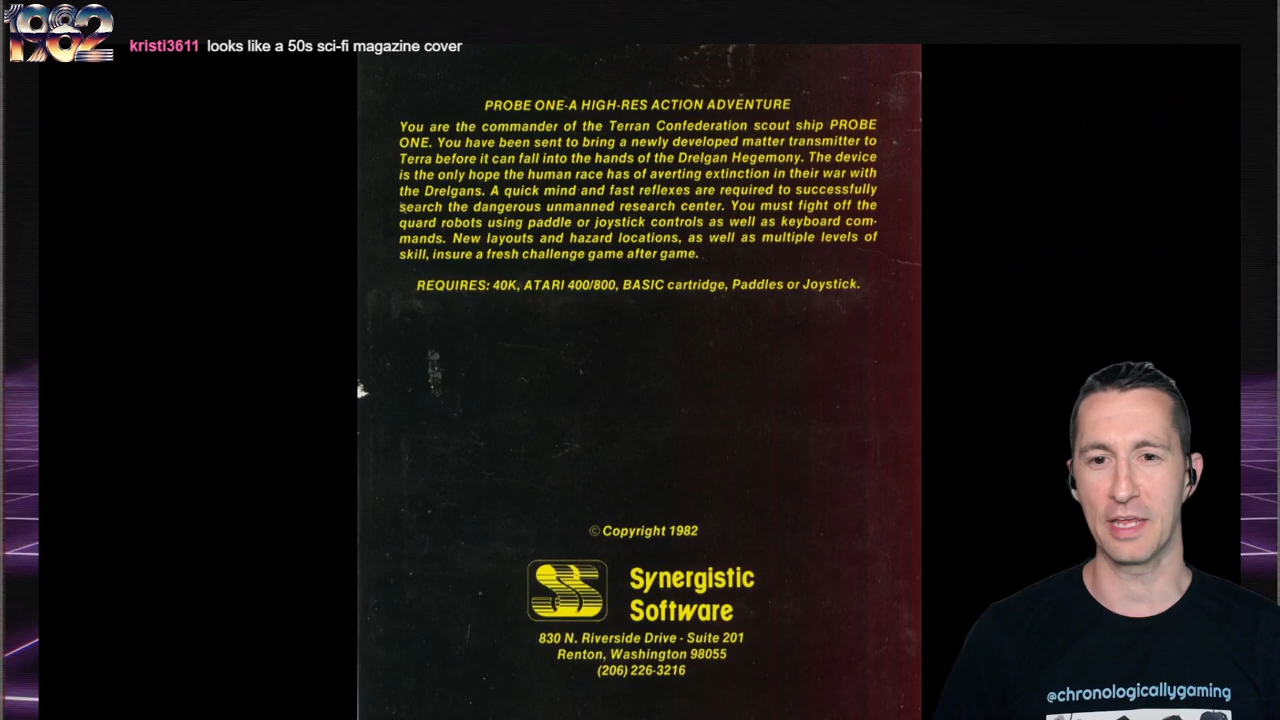 1982
kristi3611 looks like a 50s sci-fi magazine cover
PROBE ONE-A HIGH-RES ACTION ADVENTURE
You are the commander of the Terran Confederation scout ship PROBE
ONE. You have been sent to bring a newly developed matter transmitter to
Terra before it can fall into the hands of the Drelgan Hegemony. The device
is the only hope the human race has of averting extinction in their war with
the Drelgans. A quick mind and fast reflexes are required to successfully
search the dangerous unmanned research center. You must fight off the
quard robots using paddle or joystick controls as well as keyboard com-
mands. New layouts and hazard locations, as well as multiple levels of
skill, insure a fresh challenge game after game.
REQUIRES: 40K, ATARI 400/800, BASIC cartridge, Paddles or Joystick.
© Copyright 1982
SS
Synergistic
Software
830 N. Riverside Drive - Suite 201
Renton, Washington 98055
(206) 226-3216
@chronologicallygaming